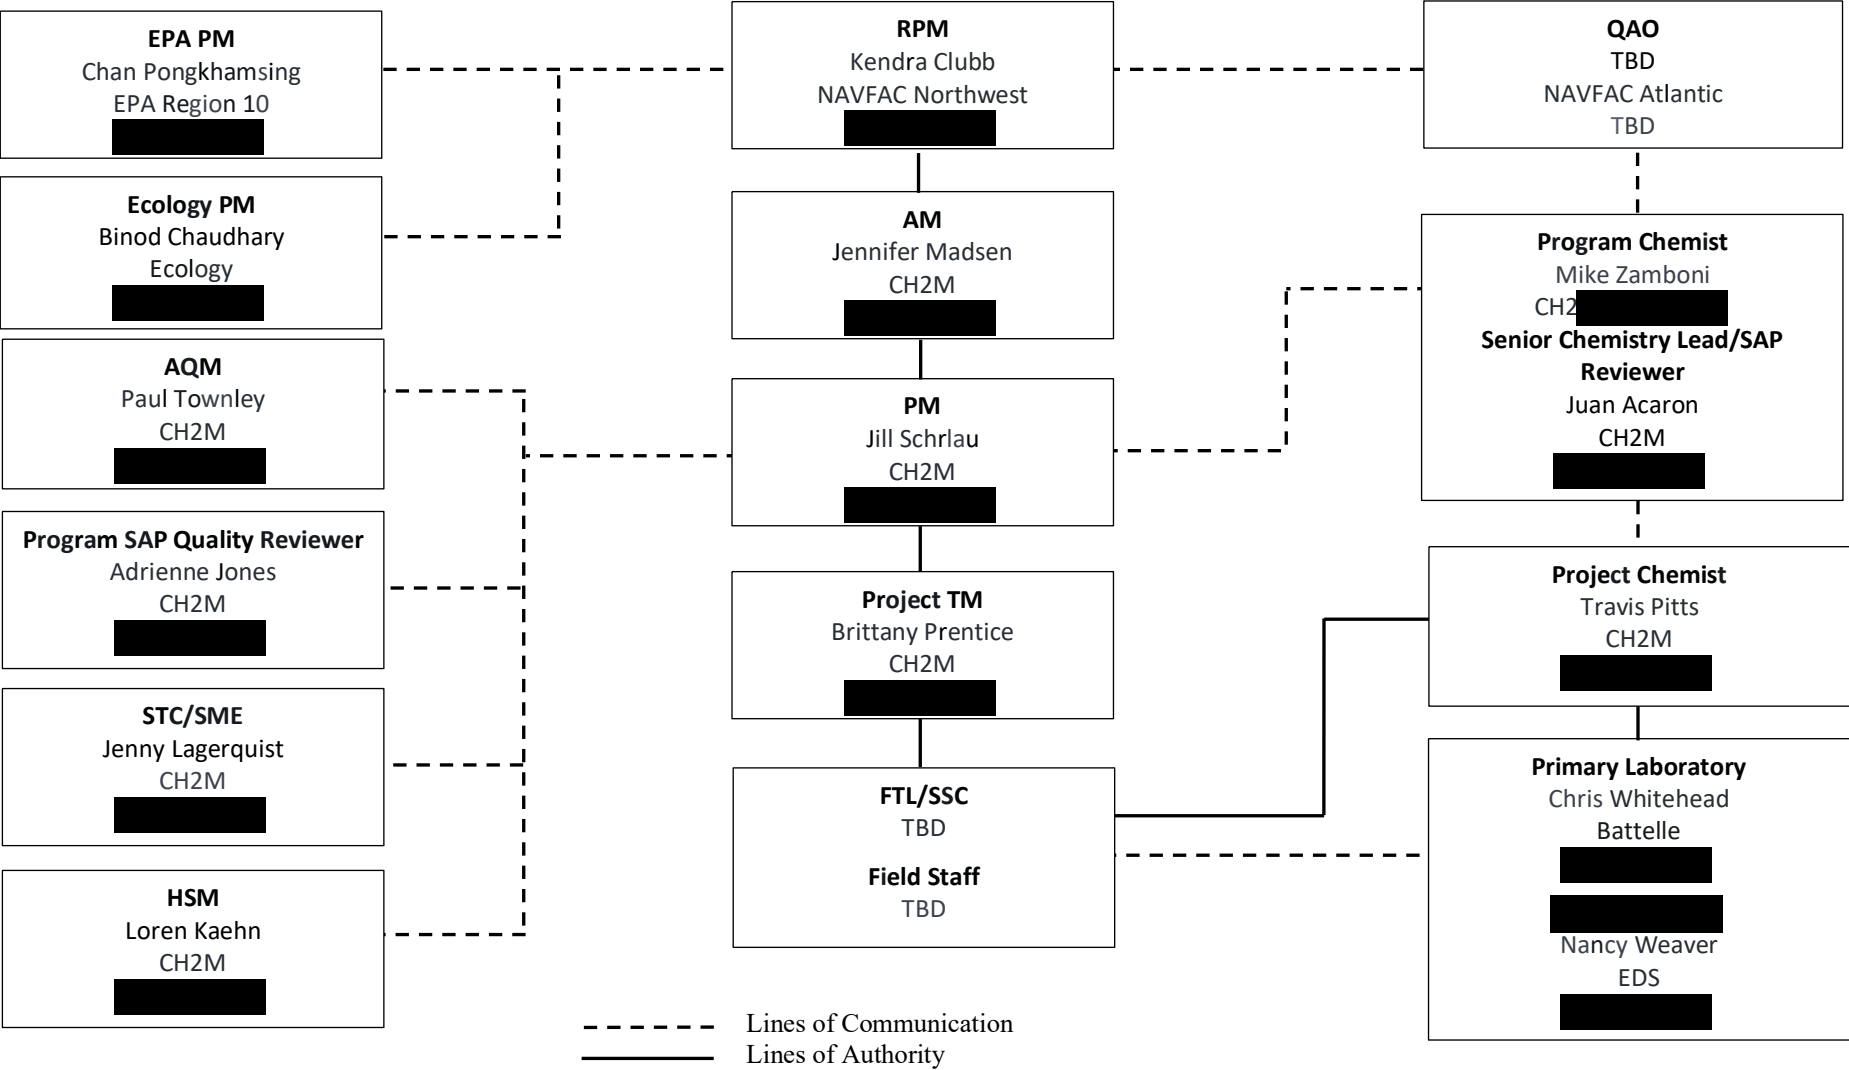 EPA PM
Chan Pongkhamsing
EPA Region 10
Ecology PM
Binod Chaudhary
Ecology
AQM
Paul Townley
CH2M
Program SAP Quality Reviewer
Adrienne Jones
CH2M
STC/SME
Jenny Lagerquist
CH2M
HSM
Loren Kaehn
CH2M
RPM
Kendra Clubb
NAVFAC Northwest
AM
Jennifer Madsen
CH2M
PM
Jill Schrlau
CH2M
Project TM
Brittany Prentice
CH2M
FTL/SSC
TBD
Field Staff
TBD
QAO
TBD
NAVFAC Atlantic
TBD
Program Chemist
Mike Zamboni
CH2
Senior Chemistry Lead/SAP
Reviewer
Juan Acaron
CH2M
Project Chemist
Travis Pitts
CH2M
Primary Laboratory
Chris Whitehead
Battelle
Nancy Weaver
EDS
Lines of Communication
Lines of Authority